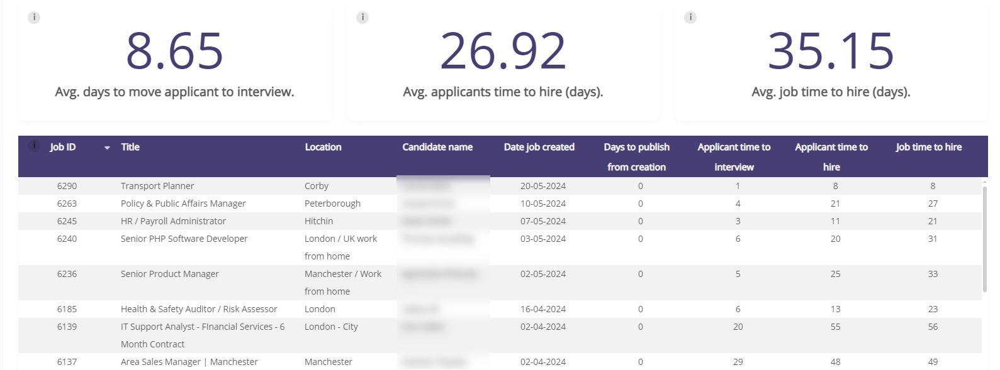 i
8.65
Avg. days to move applicant to interview.
i
26.92
Avg. applicants time to hire (days).
i
35.15
Avg. job time to hire (days).
i Job ID Title Location Candidate name Date job created Days to publish from creation Applicant time to interview Applicant time to hire Job time to hire
6290 Transport Planner Corby 20-05-2024 0 1 8 8
6263 Policy & Public Affairs Manager Peterborough 10-05-2024 0 4 21 27
6245 HR / Payroll Administrator Hitchin 07-05-2024 0 3 11 21
6240 Senior PHP Software Developer London / UK work 03-05-2024 0 6 20 31
from home
6236 Senior Product Manager Manchester / Work 02-05-2024 0 5 25 33
from home
6185 Health & Safety Auditor / Risk Assessor London 16-04-2024 0 6 13 23
6139 IT Support Analyst - FInancial Services - 6 London - City 02-04-2024 0 20 55 56
Month Contract
6137 Area Sales Manager | Manchester Manchester 02-04-2024 0 29 48 49